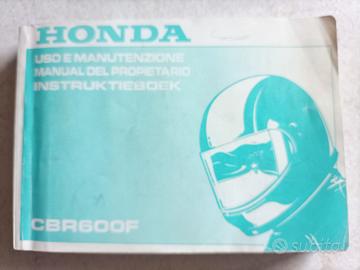 HONDA
USO E MANUTENZIONE
MANUAL DEL PROPIETARIO
INSTRUKTIEBOEK
CBR600F
subito